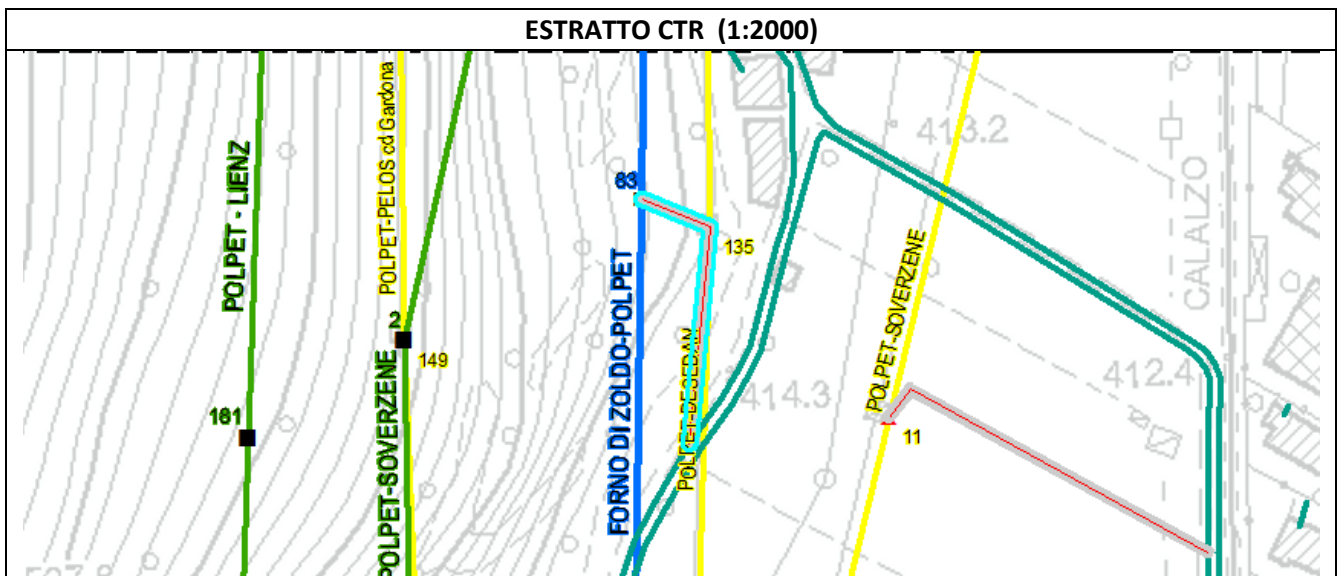 ESTRATTO CTR (1:2000)
POLPET - LIENZ
POLPET-PELOS cd Gardona
413.2
63
135
CALALZO
2
149
POLPET-SOVERZENE
FORNO DI ZOLDO-POLPET
POLPET-SOVERZENE
412.4
414.3
161
11